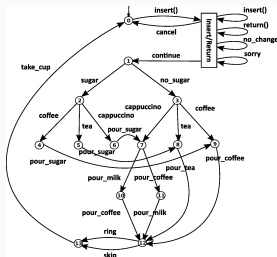 insert()
insert()
return()
no_change
sorry
Insert/Return
0
cancel
continue
take_cup
1
sugar
no_sugar
2
3
coffee
cappuccino
cappuccino
coffee
tea
pour_sugar
tea
4
5
6
7
8
9
pour_sugar
pour_sugar
pour_milk
pour_coffee
pour_tea
pour_coffee
10
11
pour_coffee
pour_milk
ring
13
12
skip